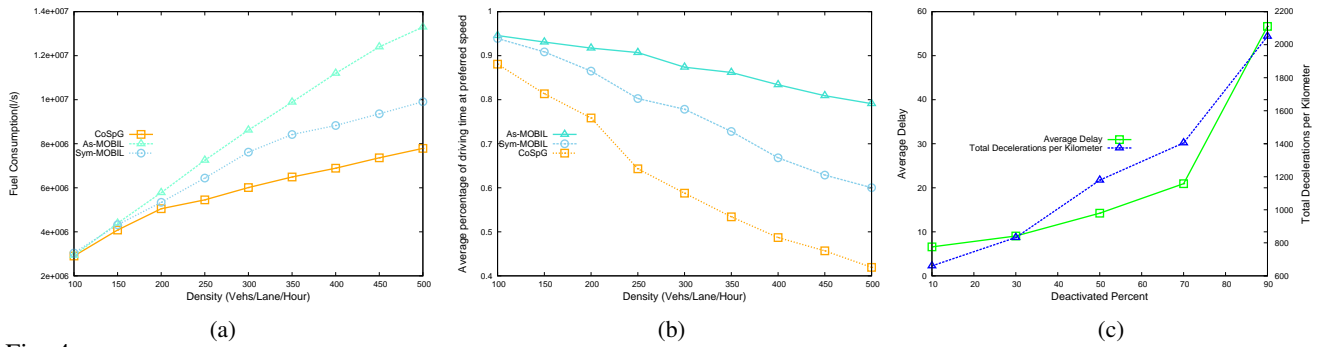 1.4e+007
1.2e+007
1e+007
8e+006
6e+006
4e+006
2e+006
Fuel Consumption(l/s)
CoSpG
As-MOBIL
Sym-MOBIL
100 150 200 250 300 350 400 450 500
Density (Vehs/Lane/Hour)
(a)
1
0.9
0.8
0.7
0.6
0.5
0.4
Average percentage of driving time at preferred speed
As-MOBIL
Sym-MOBIL
CoSpG
100 150 200 250 300 350 400 450 500
Density (Vehs/Lane/Hour)
(b)
60
50
40
30
20
10
0
Average Delay
Average Delay
Total Decelerations per Kilometer
2200
2000
1800
1600
1400
1200
1000
800
600
Total Decelerations per Kilometer
10 20 30 40 50 60 70 80 90
Deactivated Percent
(c)